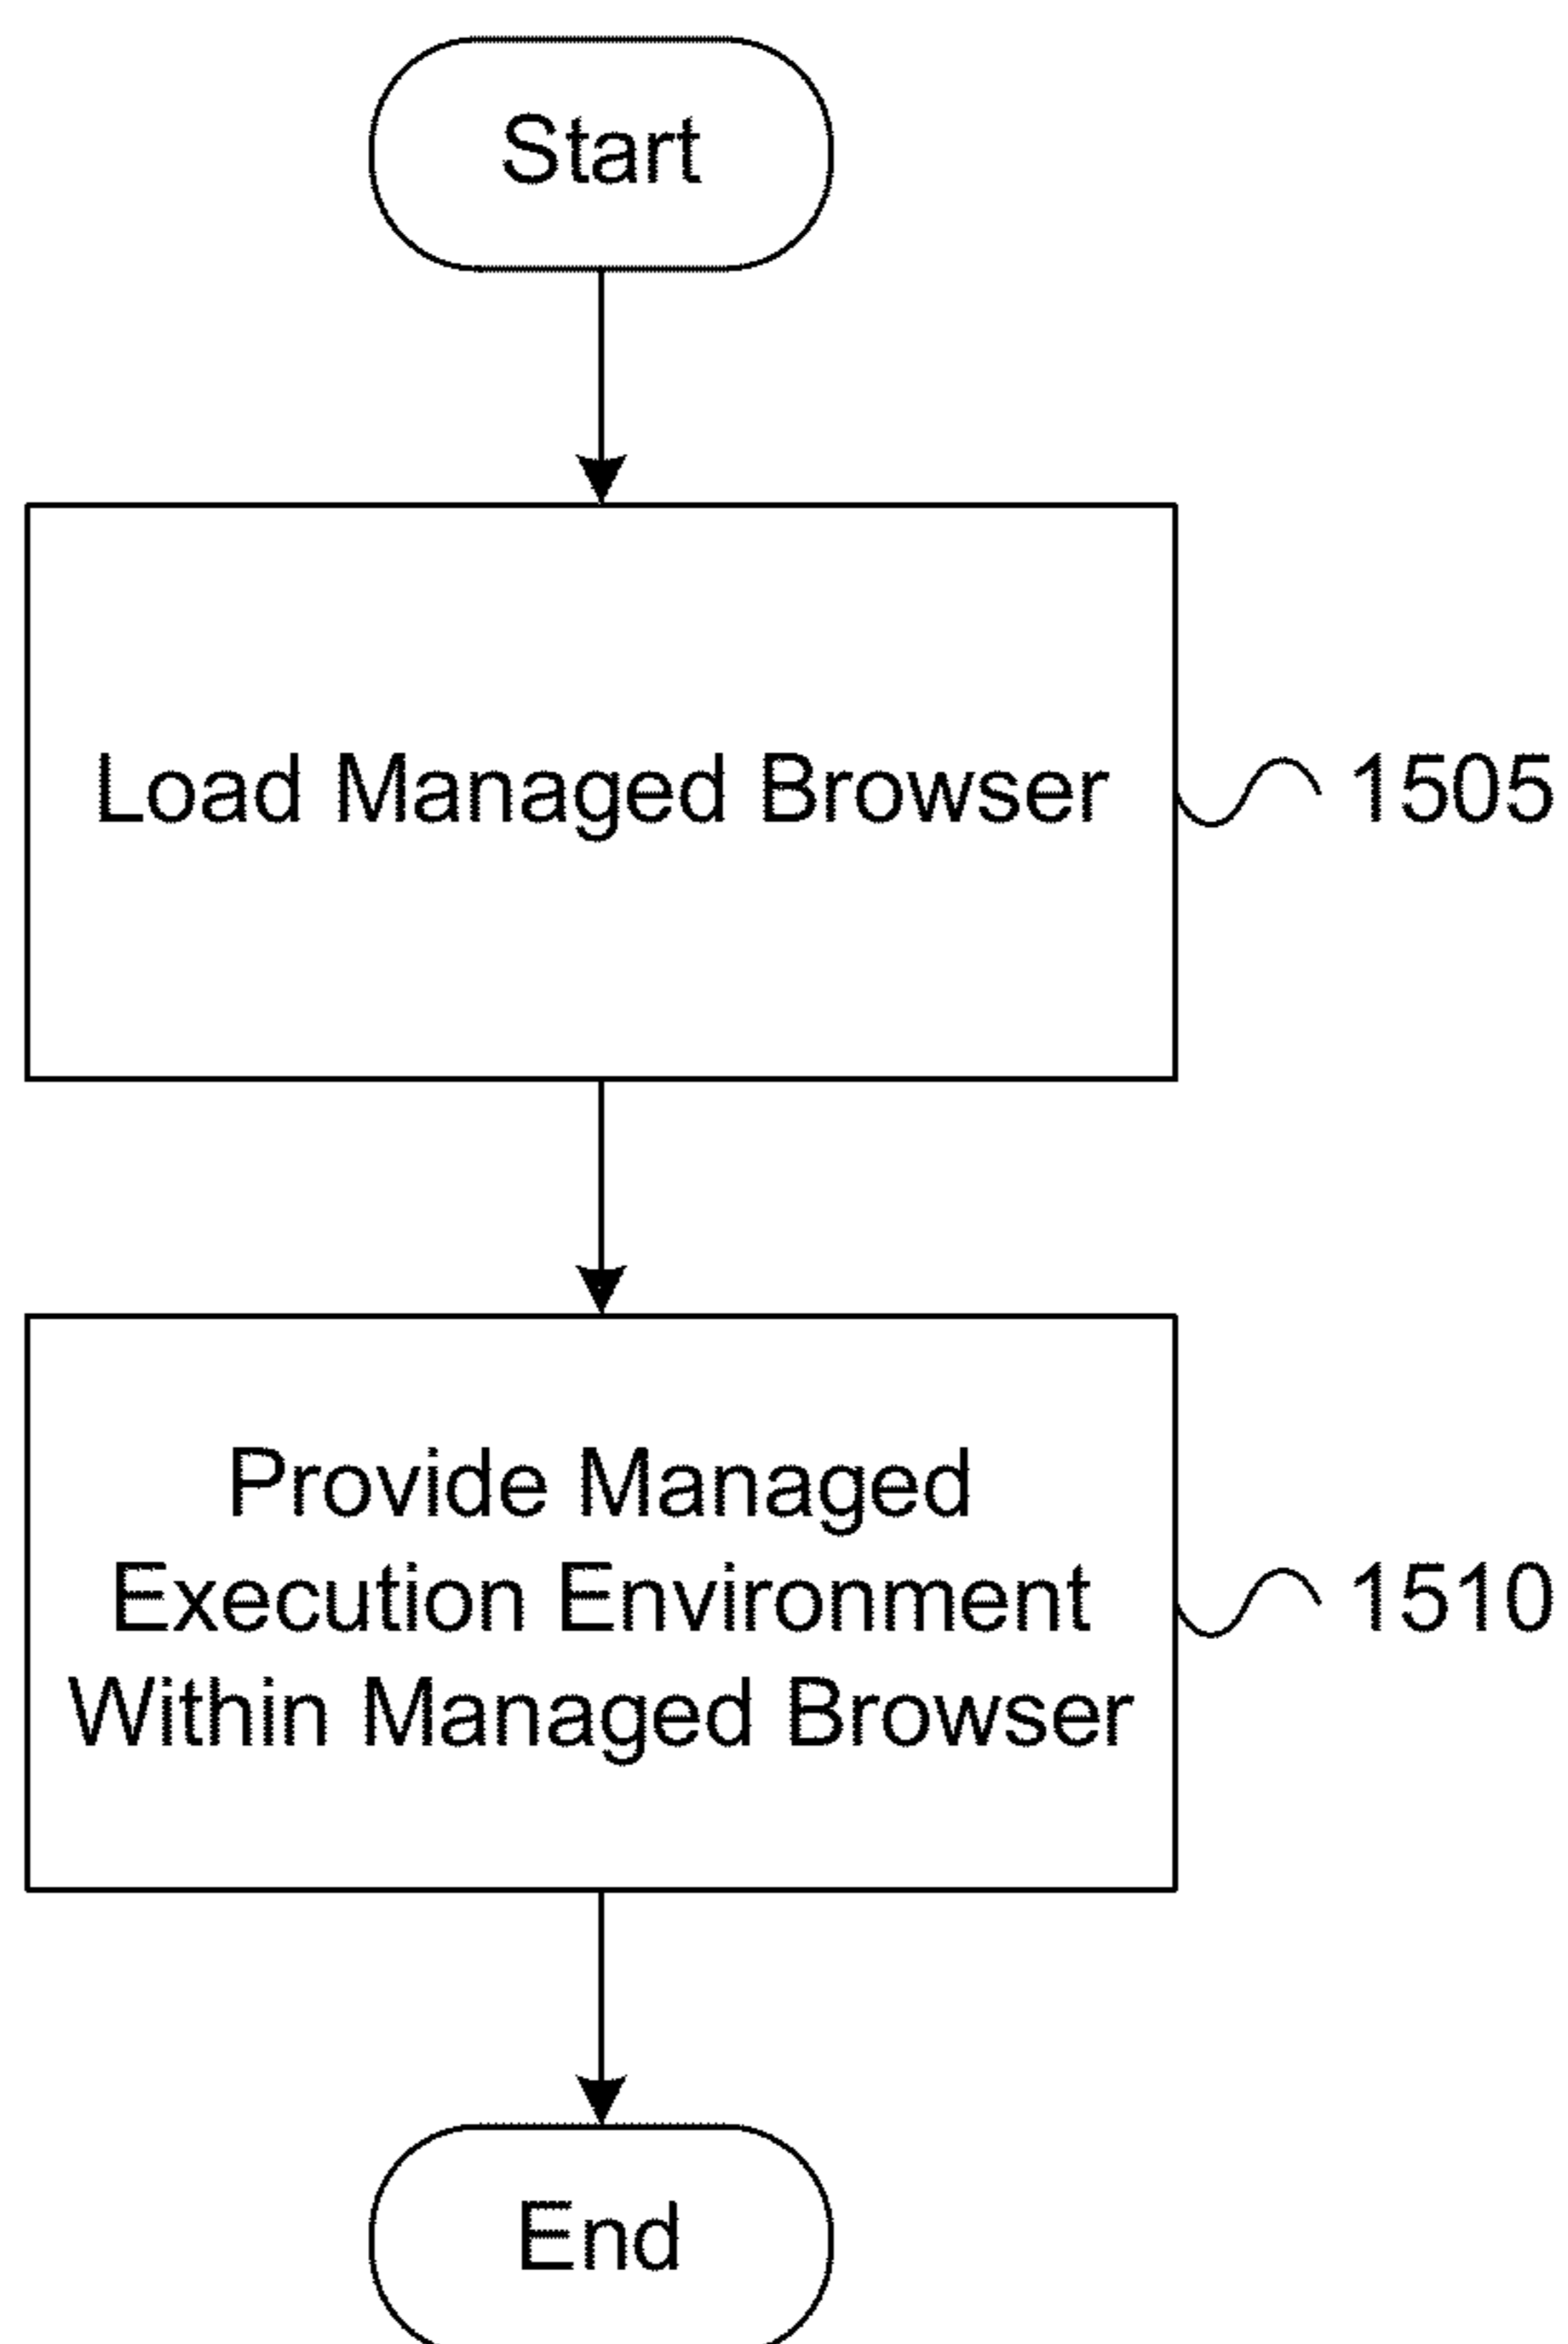 Start
Load Managed Browser
1505
Provide Managed
Execution Environment
Within Managed Browser
1510
End